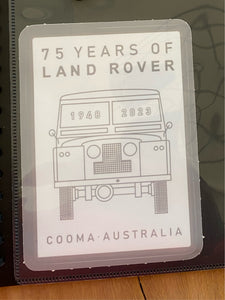 75 YEARS OF
LAND ROVER
1948 2023
COOMA · AUSTRALIA